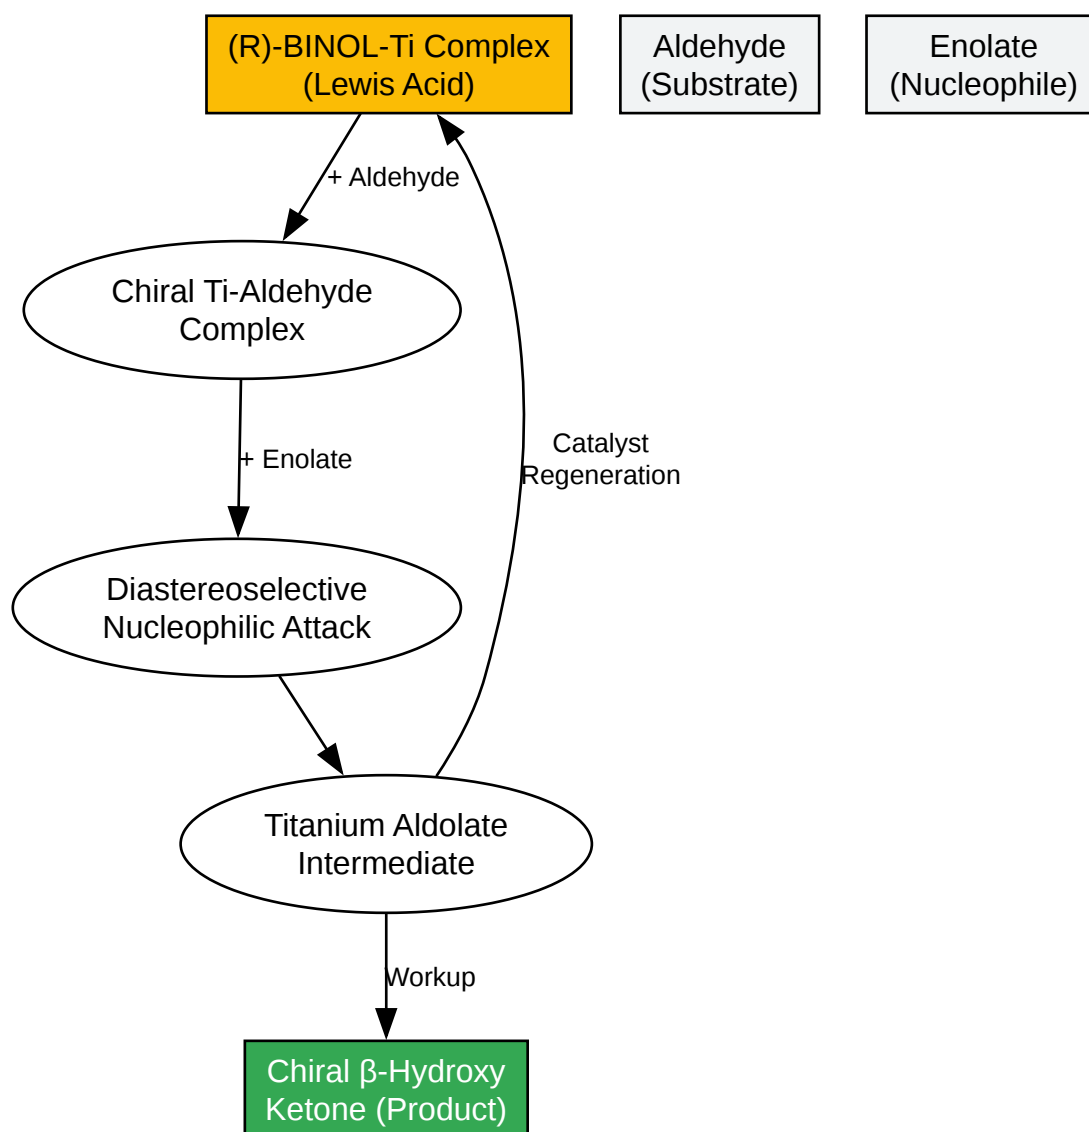 (R)-BINOL-Ti Complex
(Lewis Acid)
Aldehyde
(Substrate)
Enolate
(Nucleophile)
+ Aldehyde
Chiral Ti-Aldehyde
Complex
+ Enolate
Catalyst
Regeneration
Diastereoselective
Nucleophilic Attack
Titanium Aldolate
Intermediate
Workup
Chiral β-Hydroxy
Ketone (Product)